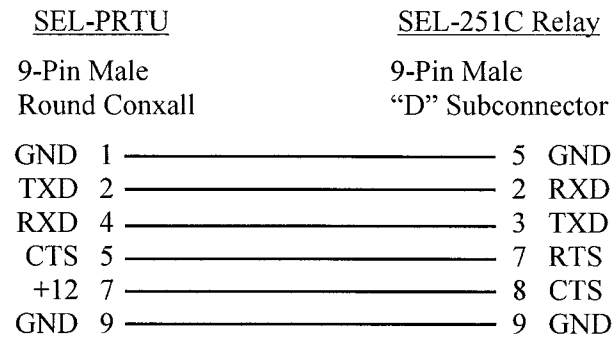 SEL-PRTU SEL-251C Relay
9-Pin Male 9-Pin Male
Round Conxall “D” Subconnector
GND 1 5 GND
TXD 2 2 RXD
RXD 4 3 TXD
CTS 5 7 RTS
+12 7 8 CTS
GND 9 9 GND